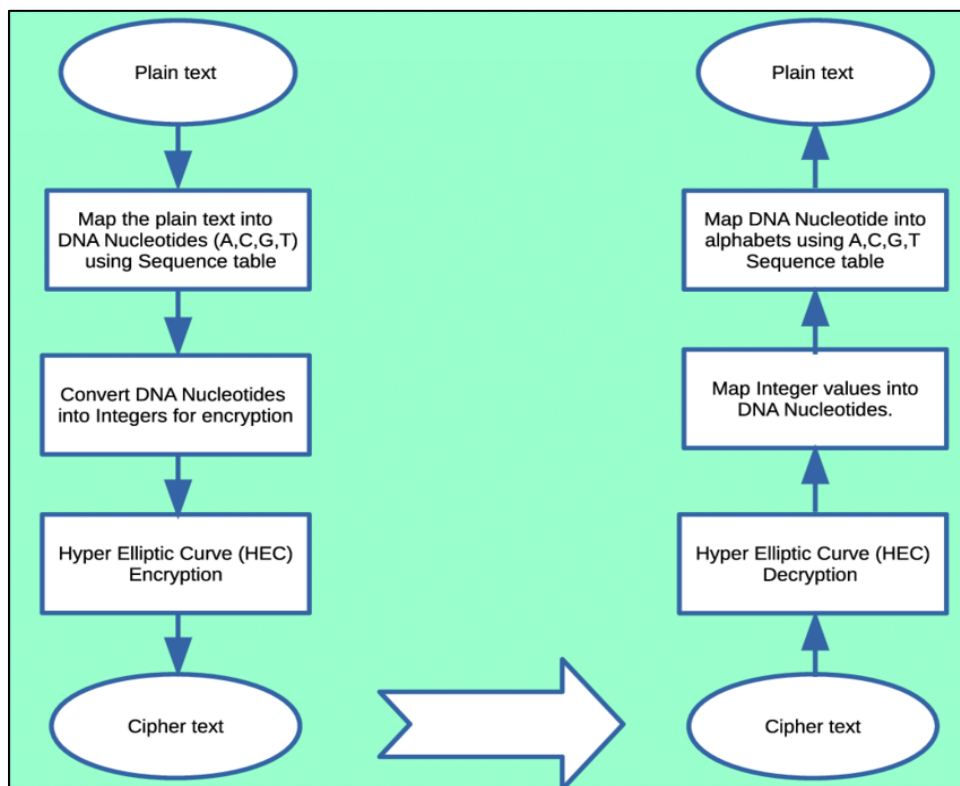 Plain text
Map the plain text into
DNA Nucleotides (A,C,G,T)
using Sequence table
Convert DNA Nucleotides
into Integers for encryption
Hyper Elliptic Curve (HEC)
Encryption
Cipher text
Plain text
Map DNA Nucleotide into
alphabets using A,C,G,T
Sequence table
Map Integer values into
DNA Nucleotides.
Hyper Elliptic Curve (HEC)
Decryption
Cipher text